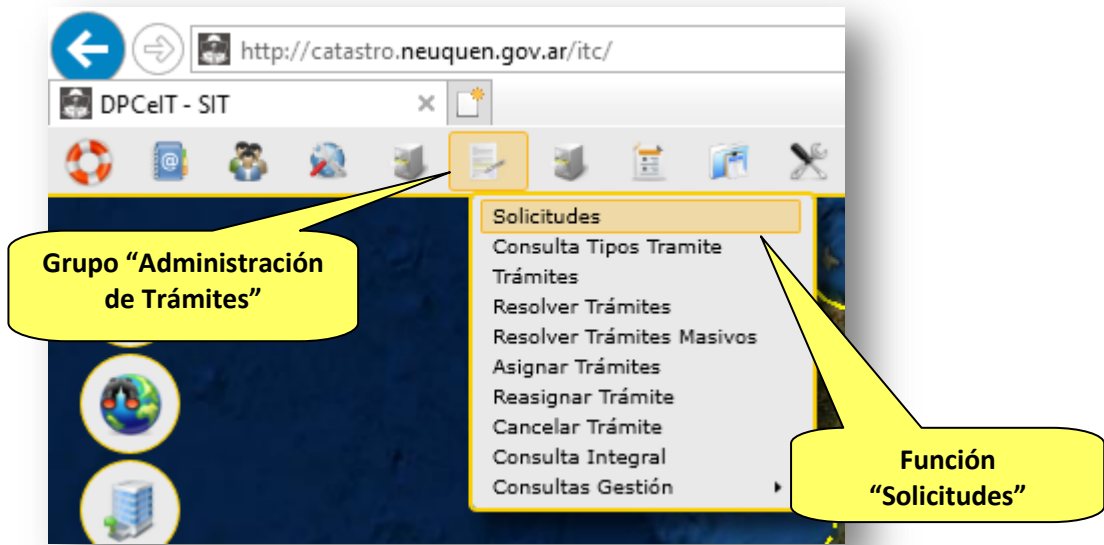 http://catastro.neuquen.gov.ar/itc/
DPCeIT - SIT
Grupo “Administración
de Trámites”
Solicitudes
Consulta Tipos Tramite
Trámites
Resolver Trámites
Resolver Trámites Masivos
Asignar Trámites
Reasignar Trámite
Cancelar Trámite
Consulta Integral
Consultas Gestión
Función
“Solicitudes”